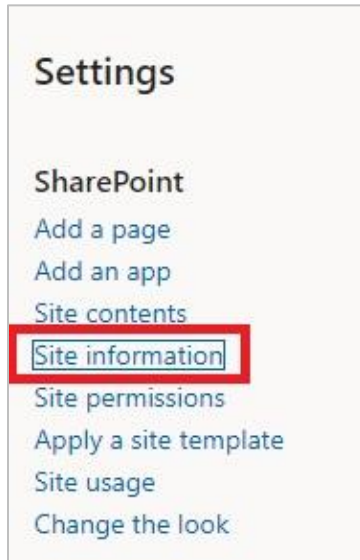 Settings
SharePoint
Add a page
Add an app
Site contents
Site information
Site permissions
Apply a site template
Site usage
Change the look